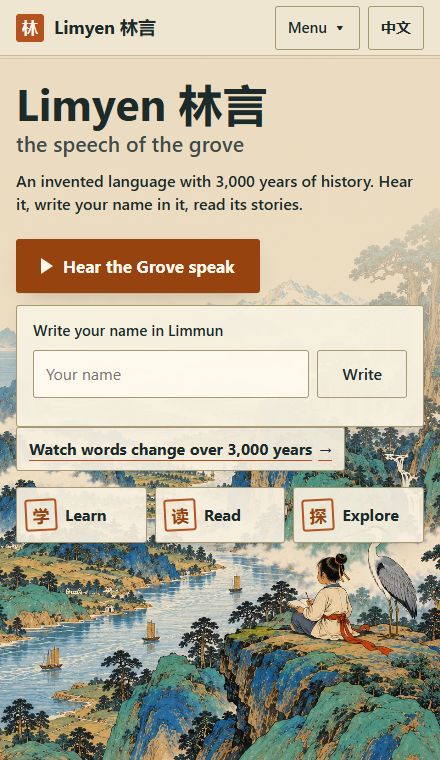 林 Limyen 林言
Menu ▾
中文
Limyen 林言
the speech of the grove
An invented language with 3,000 years of history. Hear
it, write your name in it, read its stories.
Hear the Grove speak
Write your name in Limmun
Your name
Write
Watch words change over 3,000 years →
学 Learn
读 Read
探 Explore